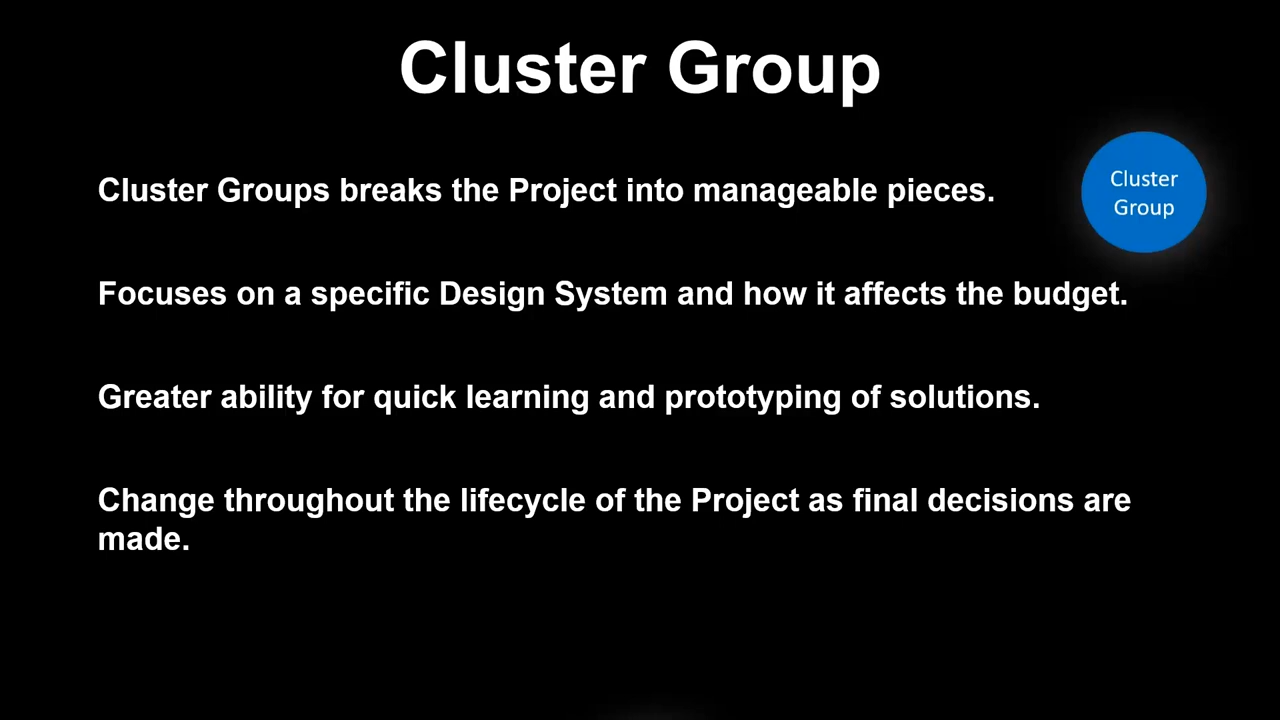 Cluster Group
Cluster Groups breaks the Project into manageable pieces.
Cluster
Group
Focuses on a specific Design System and how it affects the budget.
Greater ability for quick learning and prototyping of solutions.
Change throughout the lifecycle of the Project as final decisions are
made.